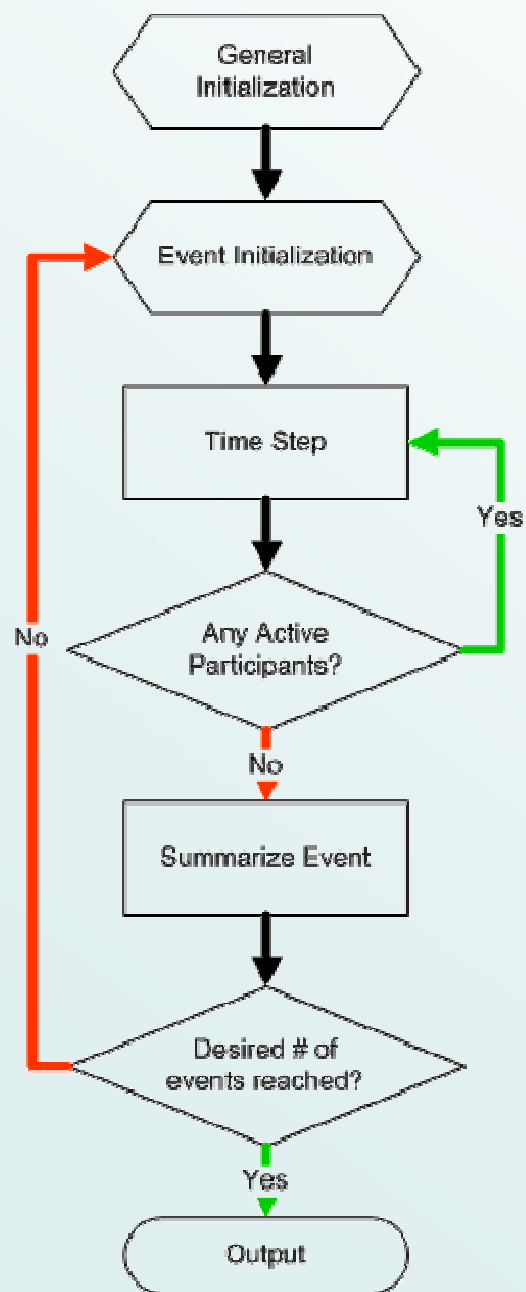 General
Initialization
Event Initialization
Time Step
Yes
Any Active
Participants?
No
No
Summarize Event
Desired # of
events reached?
Yes
Output